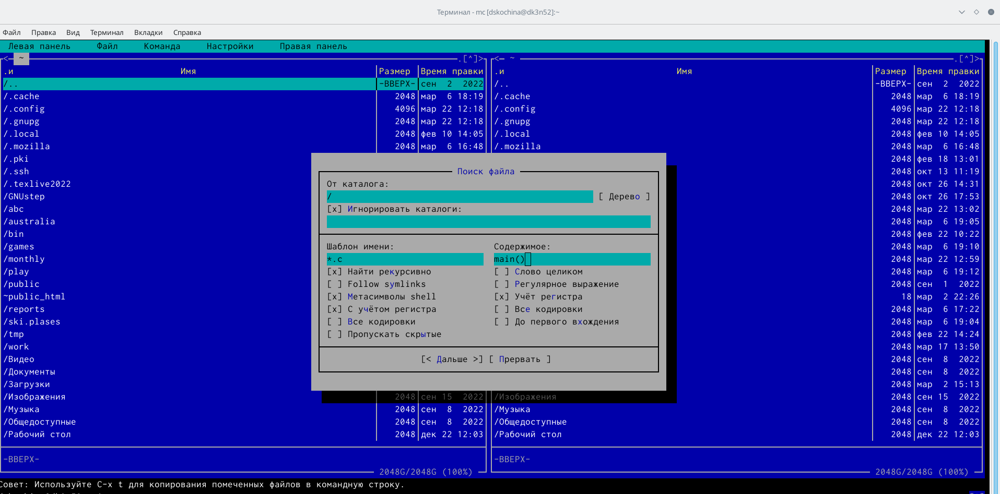 Терминал - mc [dskochina@dk3n52]:~
Файл Правка Вид Терминал Вкладки Справка
Левая панель Файл Команда Настройки Правая панель
<─ ~ .[^]> <─ ~ .[^]>
.и Имя Размер Время правки .и Имя Размер Время правки
/.. -ВВЕРХ- сен 2 2022 /.. -ВВЕРХ- сен 2 2022
/.cache 2048 мар 6 18:19 /.cache 2048 мар 6 18:19
/.config 4096 мар 22 12:18 /.config 4096 мар 22 12:18
/.gnupg 2048 мар 22 12:18 /.gnupg 2048 мар 22 12:18
/.local 2048 фев 10 14:05 /.local 2048 фев 10 14:05
/.mozilla 2048 мар 6 16:48 /.mozilla 2048 мар 6 16:48
/.pki 2048 фев 18 13:01
/.ssh Поиск файла 2048 окт 13 11:19
/.texlive2022 От каталога: 2048 окт 26 14:31
/GNUstep / [ Дерево ] 2048 окт 26 17:53
/abc [x] Игнорировать каталоги: 2048 мар 22 13:02
/australia 2048 мар 6 19:05
/bin 2048 фев 22 10:22
/games Шаблон имени: Содержимое: 2048 мар 6 19:10
/monthly *.c main() 2048 мар 22 12:59
/play [x] Найти рекурсивно [ ] Слово целиком 2048 мар 6 19:12
/public [ ] Follow symlinks [ ] Регулярное выражение 2048 сен 1 2022
~public_html [x] Метасимволы shell [x] Учёт регистра 18 мар 2 22:26
/reports [x] С учётом регистра [ ] Все кодировки 2048 мар 6 17:22
/ski.plases [ ] Все кодировки [ ] До первого вхождения 2048 мар 6 19:04
/tmp [ ] Пропускать скрытые 2048 фев 22 14:24
/work 2048 мар 17 13:50
/Видео [< Дальше >] [ Прервать ] 2048 сен 8 2022
/Документы 2048 сен 8 2022
/Загрузки 2048 мар 2 15:13
/Изображения 2048 сен 15 2022 /Изображения 2048 сен 15 2022
/Музыка 2048 сен 8 2022 /Музыка 2048 сен 8 2022
/Общедоступные 2048 сен 8 2022 /Общедоступные 2048 сен 8 2022
/Рабочий стол 2048 дек 22 12:03 /Рабочий стол 2048 дек 22 12:03
-ВВЕРХ- -ВВЕРХ-
2048G/2048G (100%) 2048G/2048G (100%)
Совет: Используйте C-x t для копирования помеченных файлов в командную строку.